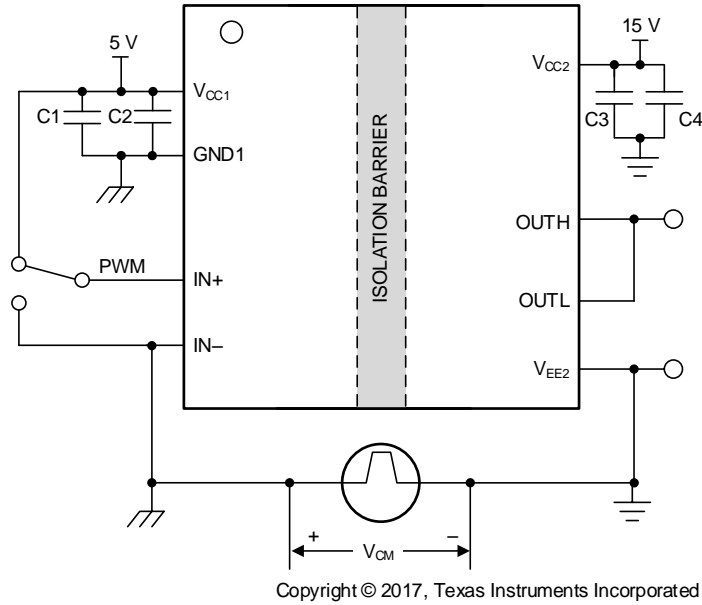 5 V
15 V
VCC1
VCC2
C1
C2
C3
C4
GND1
ISOLATION BARRIER
OUTH
PWM
IN+
OUTL
IN–
VEE2
+
–
VCM
Copyright © 2017, Texas Instruments Incorporated